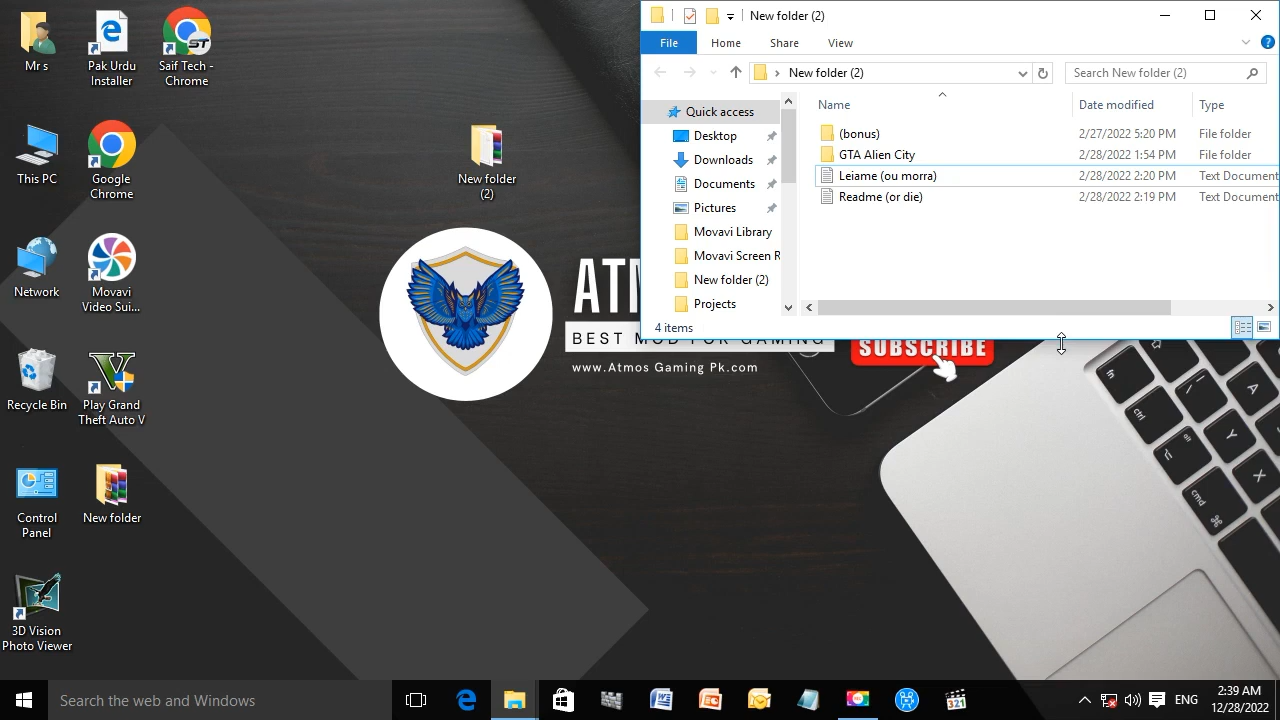 Mr s
Pak Urdu
Installer
Saif Tech -
Chrome
This PC
Google
Chrome
Network
Movavi
Video Sui...
Recycle Bin
Play Grand
Theft Auto V
Control
Panel
New folder
3D Vision
Photo Viewer
New folder
(2)
BEST MOD FOR GAMING
www.Atmos Gaming Pk.com
SUBSCRIBE
New folder (2)
File
Home
Share
View
New folder (2)
Search New folder (2)
Quick access
Desktop
Downloads
Documents
Pictures
Movavi Library
Movavi Screen R
New folder (2)
Projects
Name
Date modified
Type
(bonus)
2/27/2022 5:20 PM
File folder
GTA Alien City
2/28/2022 1:54 PM
File folder
Leiame (ou morra)
2/28/2022 2:20 PM
Text Document
Readme (or die)
2/28/2022 2:19 PM
Text Document
4 items
fn
ctrl
alt
cmd
A
Y
X
Search the web and Windows
321
ENG
2:39 AM
12/28/2022